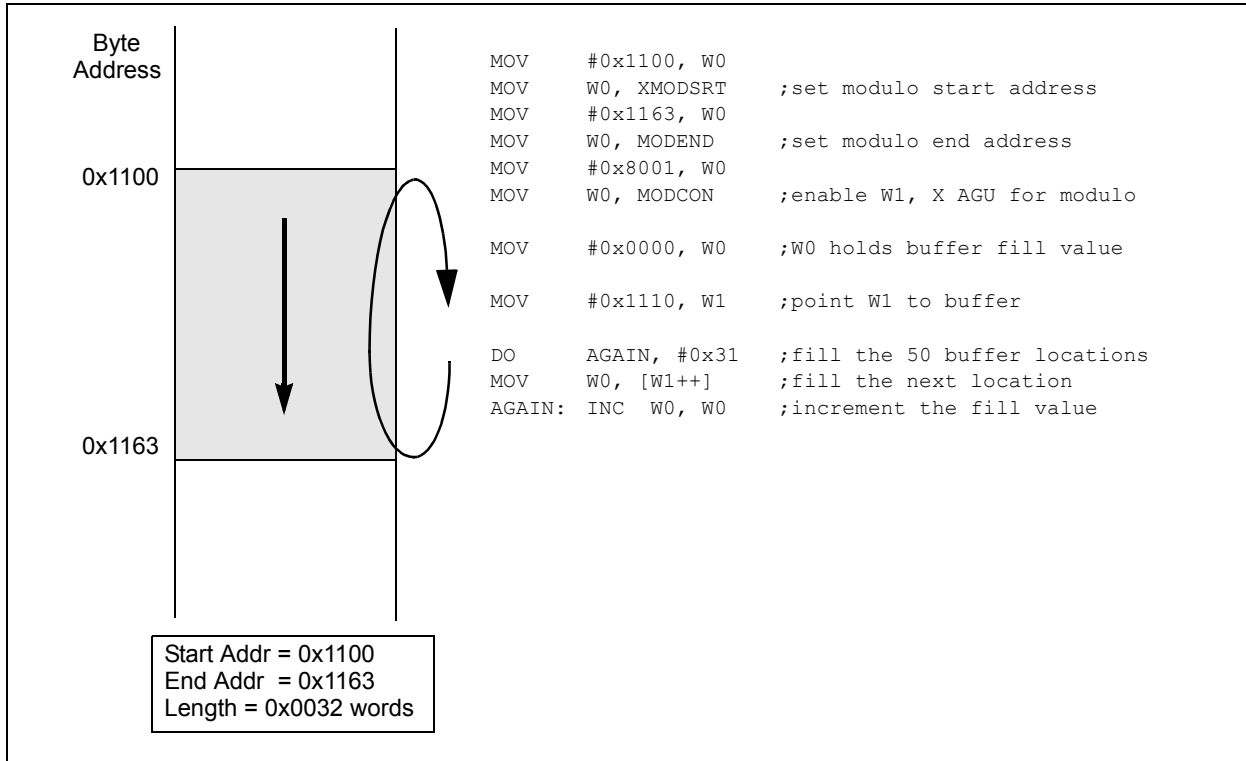 Byte
Address
0x1100
0x1163
Start Addr = 0x1100
End Addr = 0x1163
Length = 0x0032 words
MOV #0x1100, W0
MOV W0, XMODSRT ;set modulo start address
MOV #0x1163, W0
MOV W0, MODEND ;set modulo end address
MOV #0x8001, W0
MOV W0, MODCON ;enable W1, X AGU for modulo
MOV #0x0000, W0 ;W0 holds buffer fill value
MOV #0x1110, W1 ;point W1 to buffer
DO AGAIN, #0x31 ;fill the 50 buffer locations
MOV W0, [W1++] ;fill the next location
AGAIN: INC W0, W0 ;increment the fill value